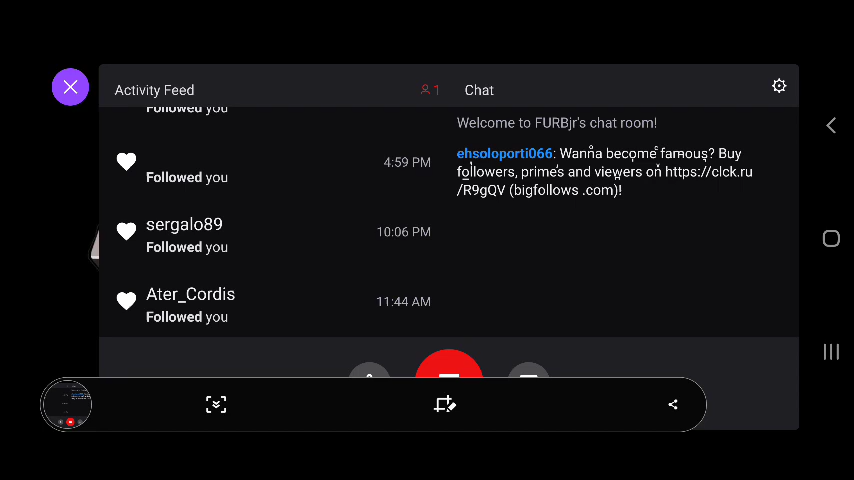 Activity Feed
1
Chat
Followed you
4:59 PM
Followed you
sergalo89
10:06 PM
Followed you
Ater_Cordis
11:44 AM
Followed you
Welcome to FURBjr's chat room!
ehsoloporti066: Wanna become famous? Buy
followers, primes and viewers on https://clck.ru
/R9gQV (bigfollows .com)!